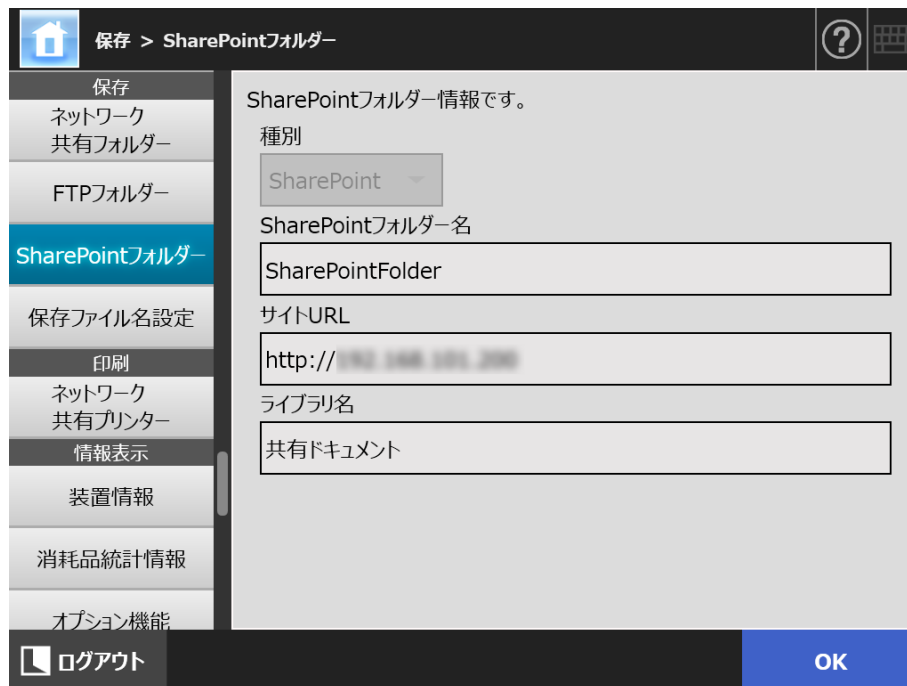 保存 > SharePointフォルダー
?
保存
ネットワーク
共有フォルダー
FTPフォルダー
SharePointフォルダー
保存ファイル名設定
印刷
ネットワーク
共有プリンター
情報表示
装置情報
消耗品統計情報
オプション機能
SharePointフォルダー情報です。
種別
SharePoint
SharePointフォルダー名
SharePointFolder
サイトURL
http://
ライブラリ名
共有ドキュメント
ログアウト
OK